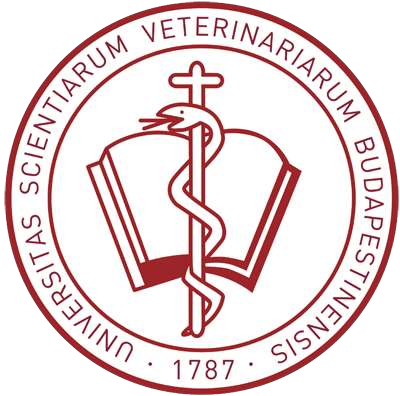 UNIVERSITAS SCIENTIARUM VETERINARIARUM BUDAPESTINENSIS
· 1787 ·